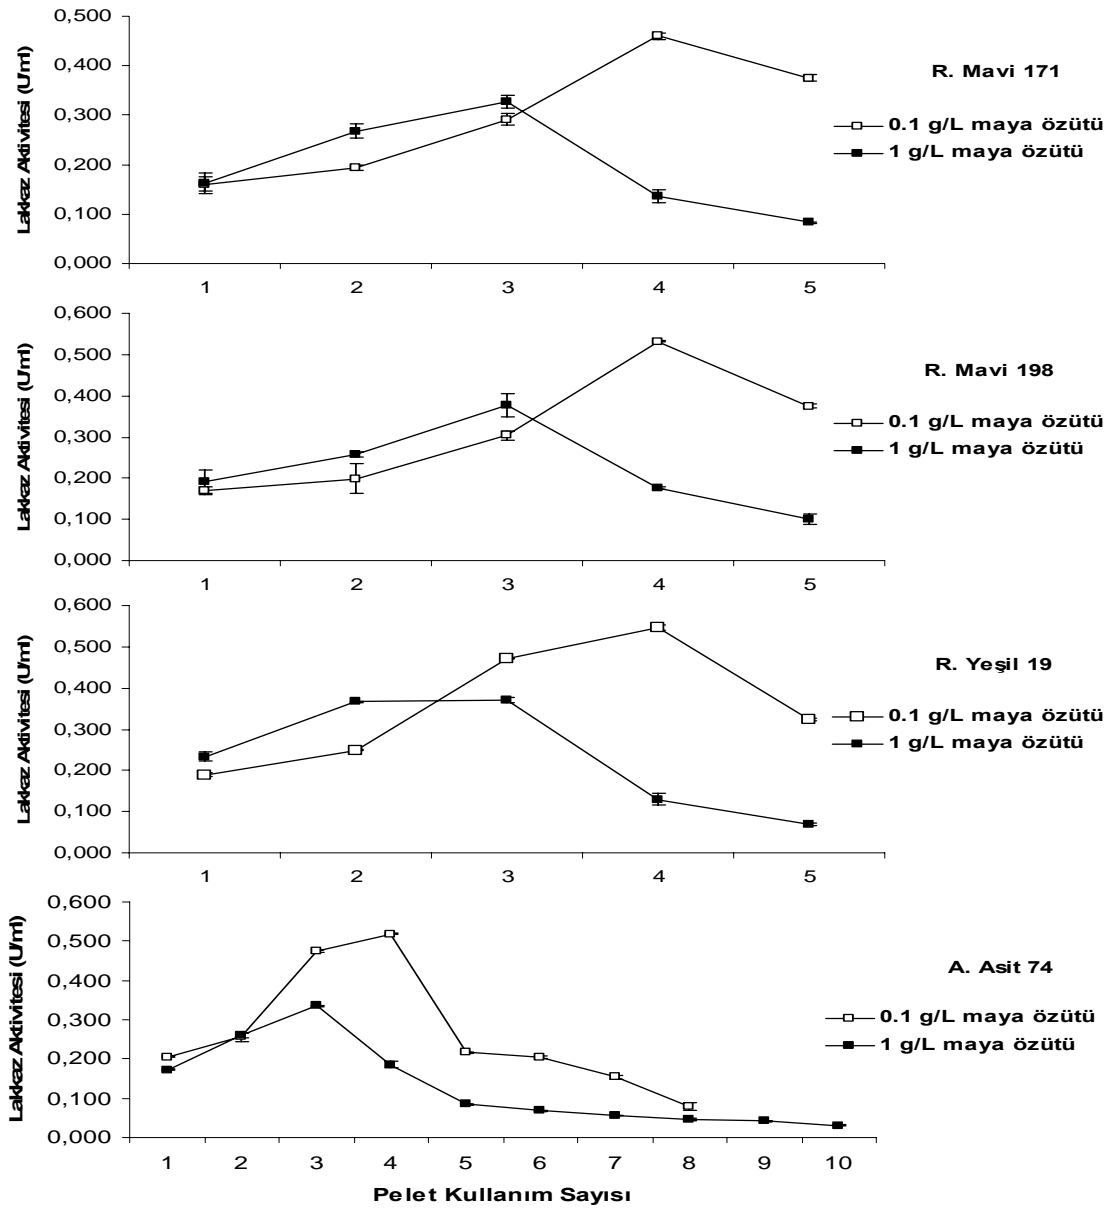 0,500
0,400
0,300
0,200
0,100
0,000
Lakkaz Aktivitesi (U/ml)
1 2 3 4 5
R. Mavi 171
0.1 g/L maya özütü
1 g/L maya özütü
0,600
0,500
0,400
0,300
0,200
0,100
0,000
Lakkaz Aktivitesi (U/ml)
1 2 3 4 5
R. Mavi 198
0.1 g/L maya özütü
1 g/L maya özütü
0,600
0,500
0,400
0,300
0,200
0,100
0,000
Lakkaz Aktivitesi (U/ml)
1 2 3 4 5
R. Yeşil 19
0.1 g/L maya özütü
1 g/L maya özütü
0,600
0,500
0,400
0,300
0,200
0,100
0,000
Lakkaz Aktivitesi (U/ml)
1 2 3 4 5 6 7 8 9 10
A. Asit 74
0.1 g/L maya özütü
1 g/L maya özütü
Pelet Kullanım Sayısı